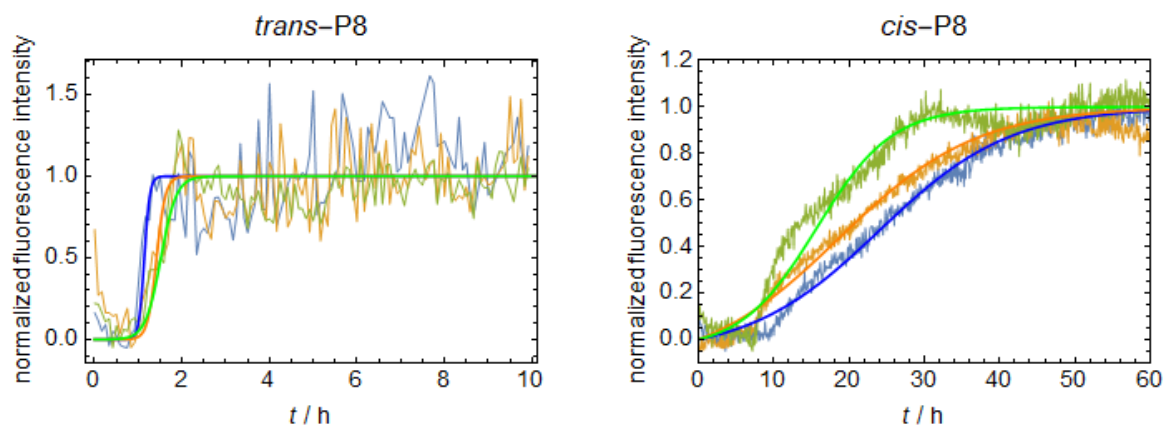 trans–P8
normalized fluorescence intensity
1.5
1.0
0.5
0.0
0 2 4 6 8 10
t / h
cis–P8
normalized fluorescence intensity
1.2
1.0
0.8
0.6
0.4
0.2
0.0
0 10 20 30 40 50 60
t / h